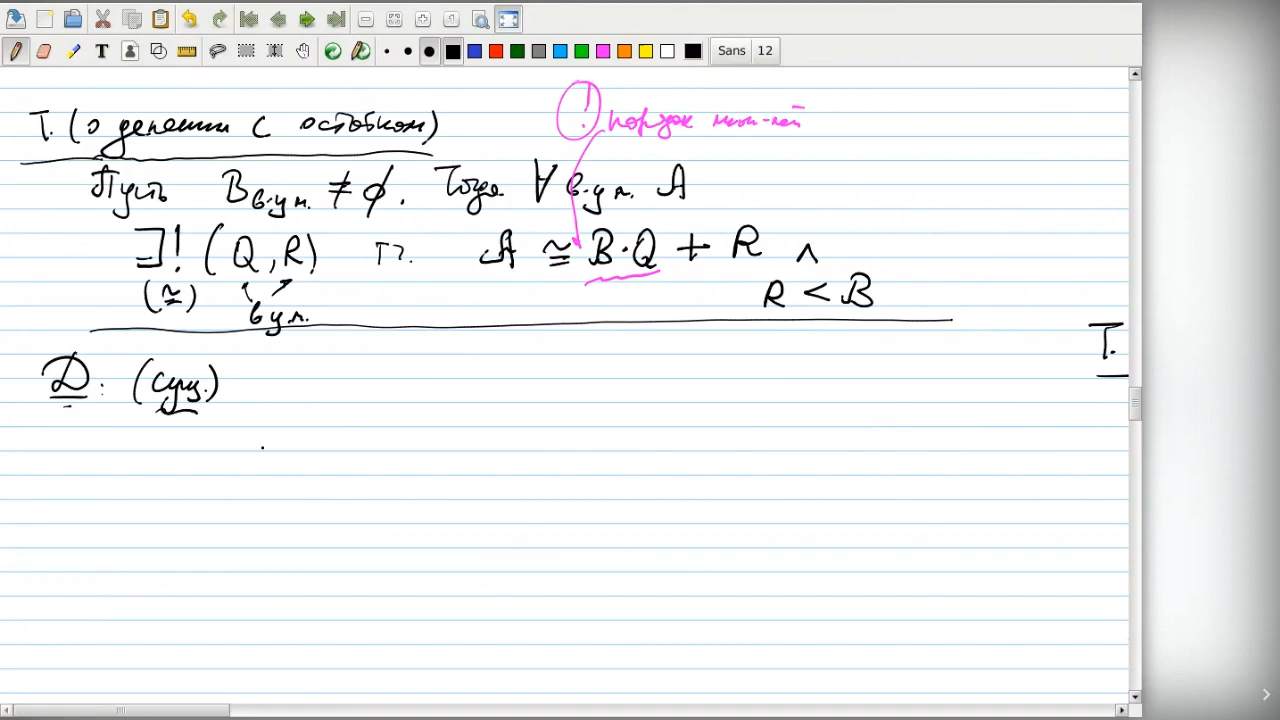 Sans 12
Т. (о делении с остатком)
! порядок мн-лей
Пусть B в.у.м. ≠ ∅. Тогда ∀ в.у.м. A
∃! (Q, R) т.ч. A ≅ B·Q + R ∧
(≅) в.у.м. R < B
Т.
Д: (сущ.)